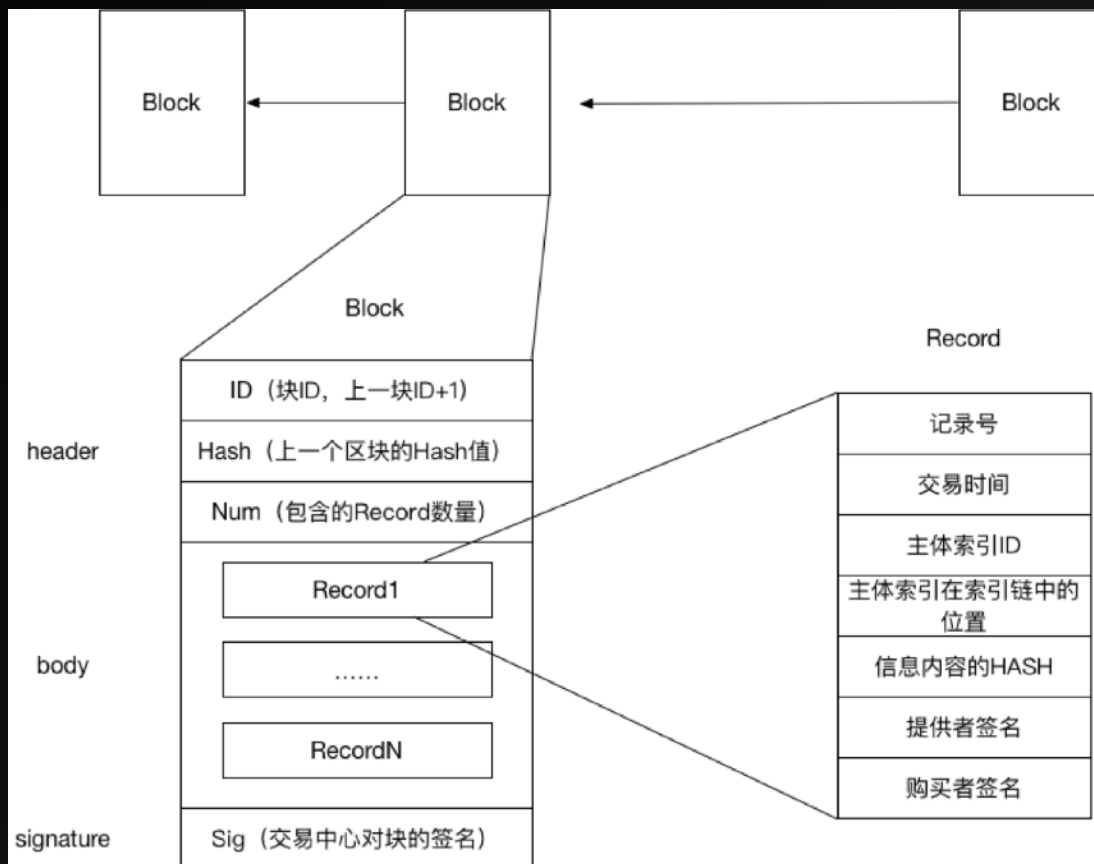 Block
Block
Block
Block
ID（块ID，上一块ID+1）
header
Hash（上一个区块的Hash值）
Num（包含的Record数量）
Record1
body
......
RecordN
signature
Sig（交易中心对块的签名）
Record
记录号
交易时间
主体索引ID
主体索引在索引链中的
位置
信息内容的HASH
提供者签名
购买者签名